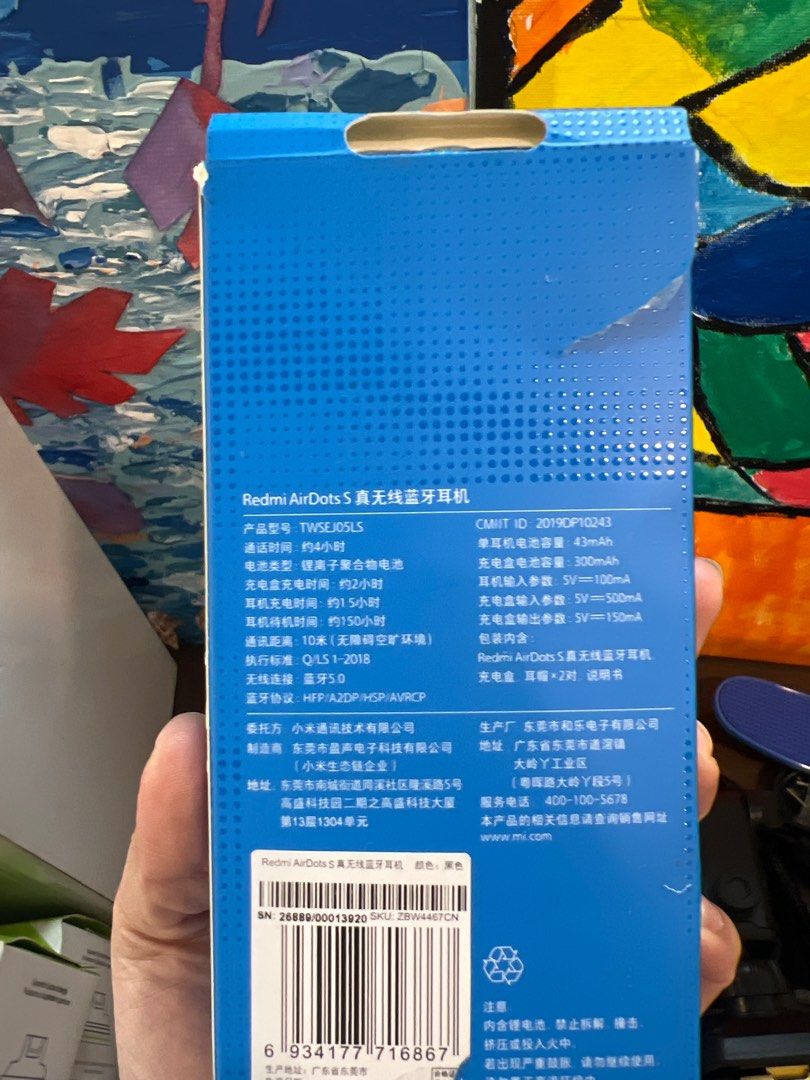 Redmi AirDots S 真无线蓝牙耳机
产品型号：TWSEJ05LS
通话时间：约4小时
电池类型：锂离子聚合物电池
充电盒充电时间：约2小时
耳机充电时间：约1.5小时
耳机待机时间：约150小时
通讯距离：10米（无障碍空旷环境）
执行标准：Q/LS 1-2018
无线连接：蓝牙5.0
蓝牙协议：HFP/A2DP/HSP/AVRCP
CMIIT ID：2019DP10243
单耳机电池容量：43mAh
充电盒电池容量：300mAh
耳机输入参数：5V⎓100mA
充电盒输入参数：5V⎓500mA
充电盒输出参数：5V⎓150mA
包装内含：
Redmi AirDots S 真无线蓝牙耳机、
充电盒、耳帽×2对、说明书
委托方：小米通讯技术有限公司
制造商：东莞市盈声电子科技有限公司
（小米生态链企业）
地址：东莞市南城街道周溪社区隆溪路5号
高盛科技园二期之高盛科技大厦
第13层1304单元
生产厂：东莞市和乐电子有限公司
地址：广东省东莞市道滘镇
大岭丫工业区
（粤晖路大岭丫段5号）
服务电话：400-100-5678
本产品的相关信息请查询销售网址
www.mi.com
Redmi AirDots S 真无线蓝牙耳机 颜色：黑色
SN: 26889/00013920 SKU: ZBW4467CN
6 934177 716867
生产地址：广东省东莞市
合格证
注意：
内含锂电池，禁止拆解、撞击、
挤压或投入火中。
若出现严重鼓胀，请勿继续使用。